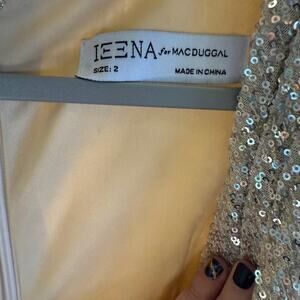 IEENA for MAC DUGGAL
SIZE: 2 MADE IN CHINA